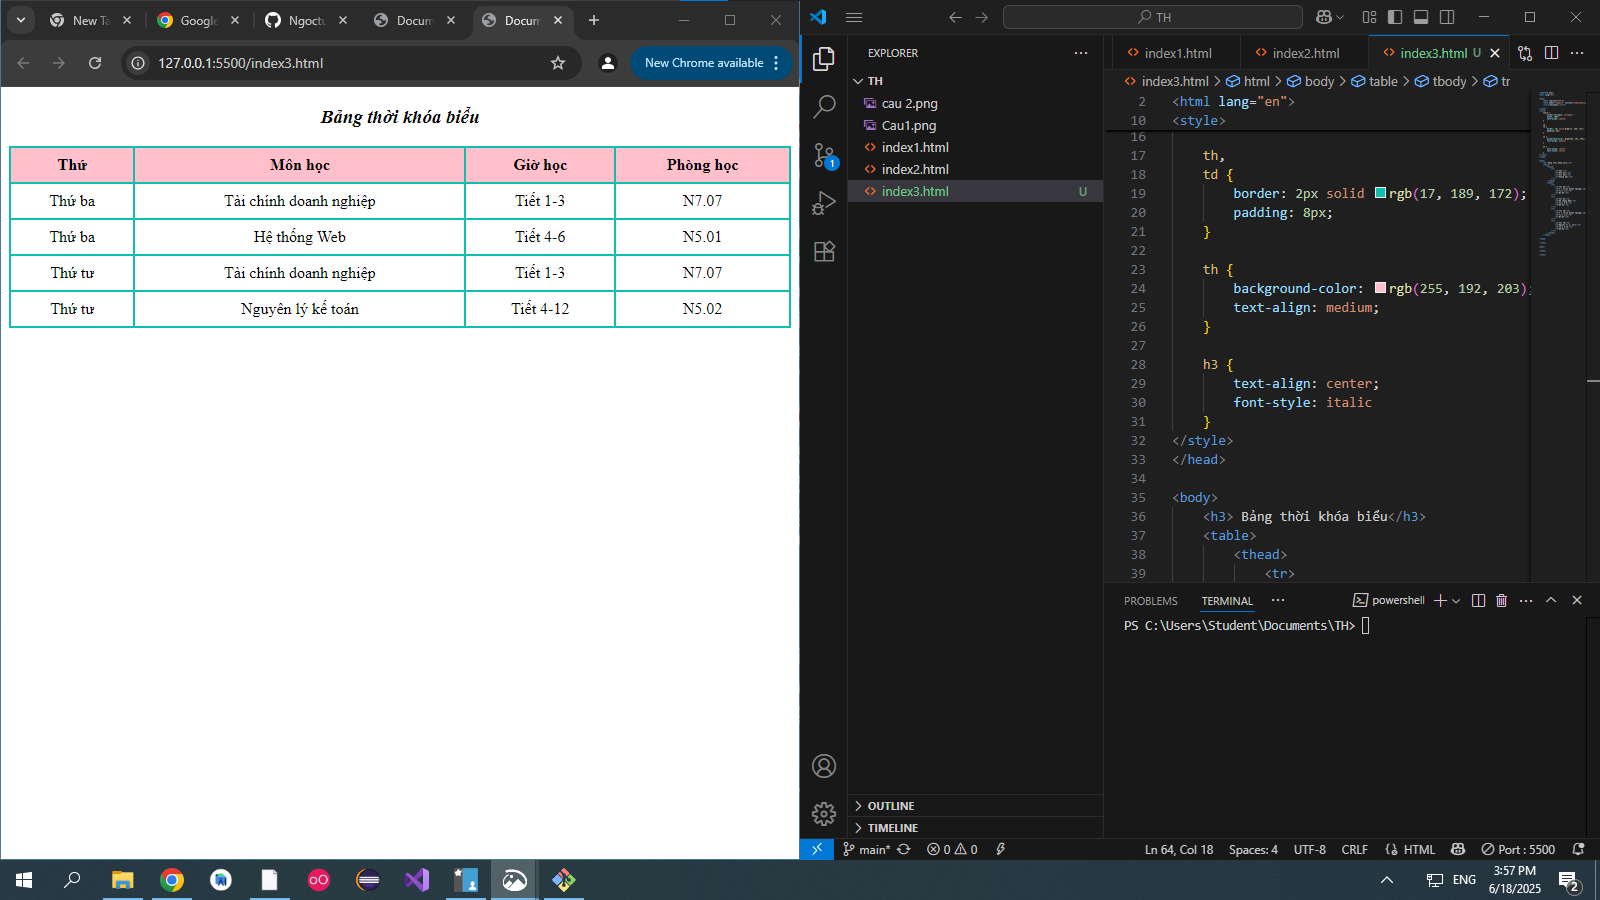 New Ta
Google
Ngoctu
Docum
Docum
127.0.0.1:5500/index3.html
New Chrome available
Bảng thời khóa biểu
Thứ Môn học Giờ học Phòng học
Thứ ba Tài chính doanh nghiệp Tiết 1-3 N7.07
Thứ ba Hệ thống Web Tiết 4-6 N5.01
Thứ tư Tài chính doanh nghiệp Tiết 1-3 N7.07
Thứ tư Nguyên lý kế toán Tiết 4-12 N5.02
TH
EXPLORER
TH
cau 2.png
Cau1.png
index1.html
index2.html
index3.html U
1
OUTLINE
TIMELINE
index1.html
index2.html
index3.html U
index3.html > html > body > table > tbody > tr
2 <html lang="en">
10 <style>
16
17 th,
18 td {
19 border: 2px solid rgb(17, 189, 172);
20 padding: 8px;
21 }
22
23 th {
24 background-color: rgb(255, 192, 203);
25 text-align: medium;
26 }
27
28 h3 {
29 text-align: center;
30 font-style: italic
31 }
32 </style>
33 </head>
34
35 <body>
36 <h3> Bảng thời khóa biểu</h3>
37 <table>
38 <thead>
39 <tr>
PROBLEMS TERMINAL ··· powershell
PS C:\Users\Student\Documents\TH>
main* 0 0 Ln 64, Col 18 Spaces: 4 UTF-8 CRLF HTML Port : 5500
ENG
3:57 PM
6/18/2025
2